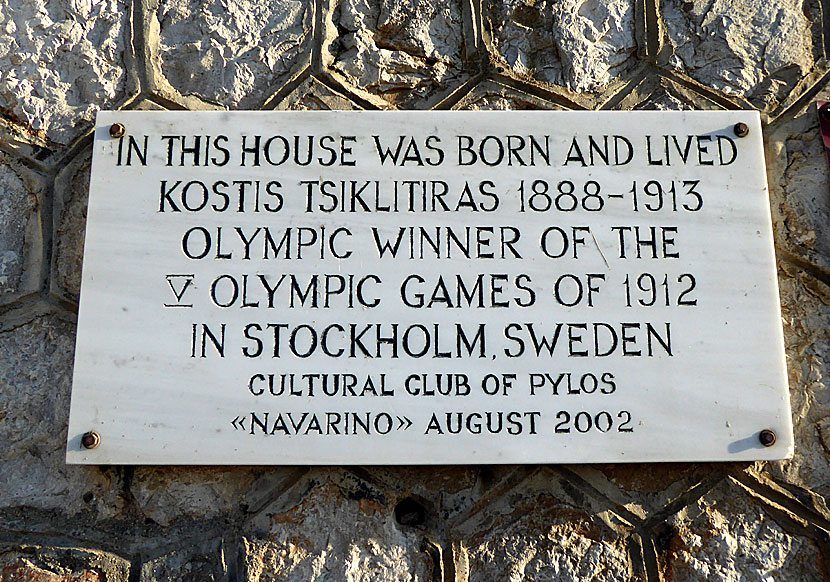 IN THIS HOUSE WAS BORN AND LIVED
KOSTIS TSIKLITIRAS 1888-1913
OLYMPIC WINNER OF THE
V OLYMPIC GAMES OF 1912
IN STOCKHOLM, SWEDEN
CULTURAL CLUB OF PYLOS
«NAVARINO» AUGUST 2002